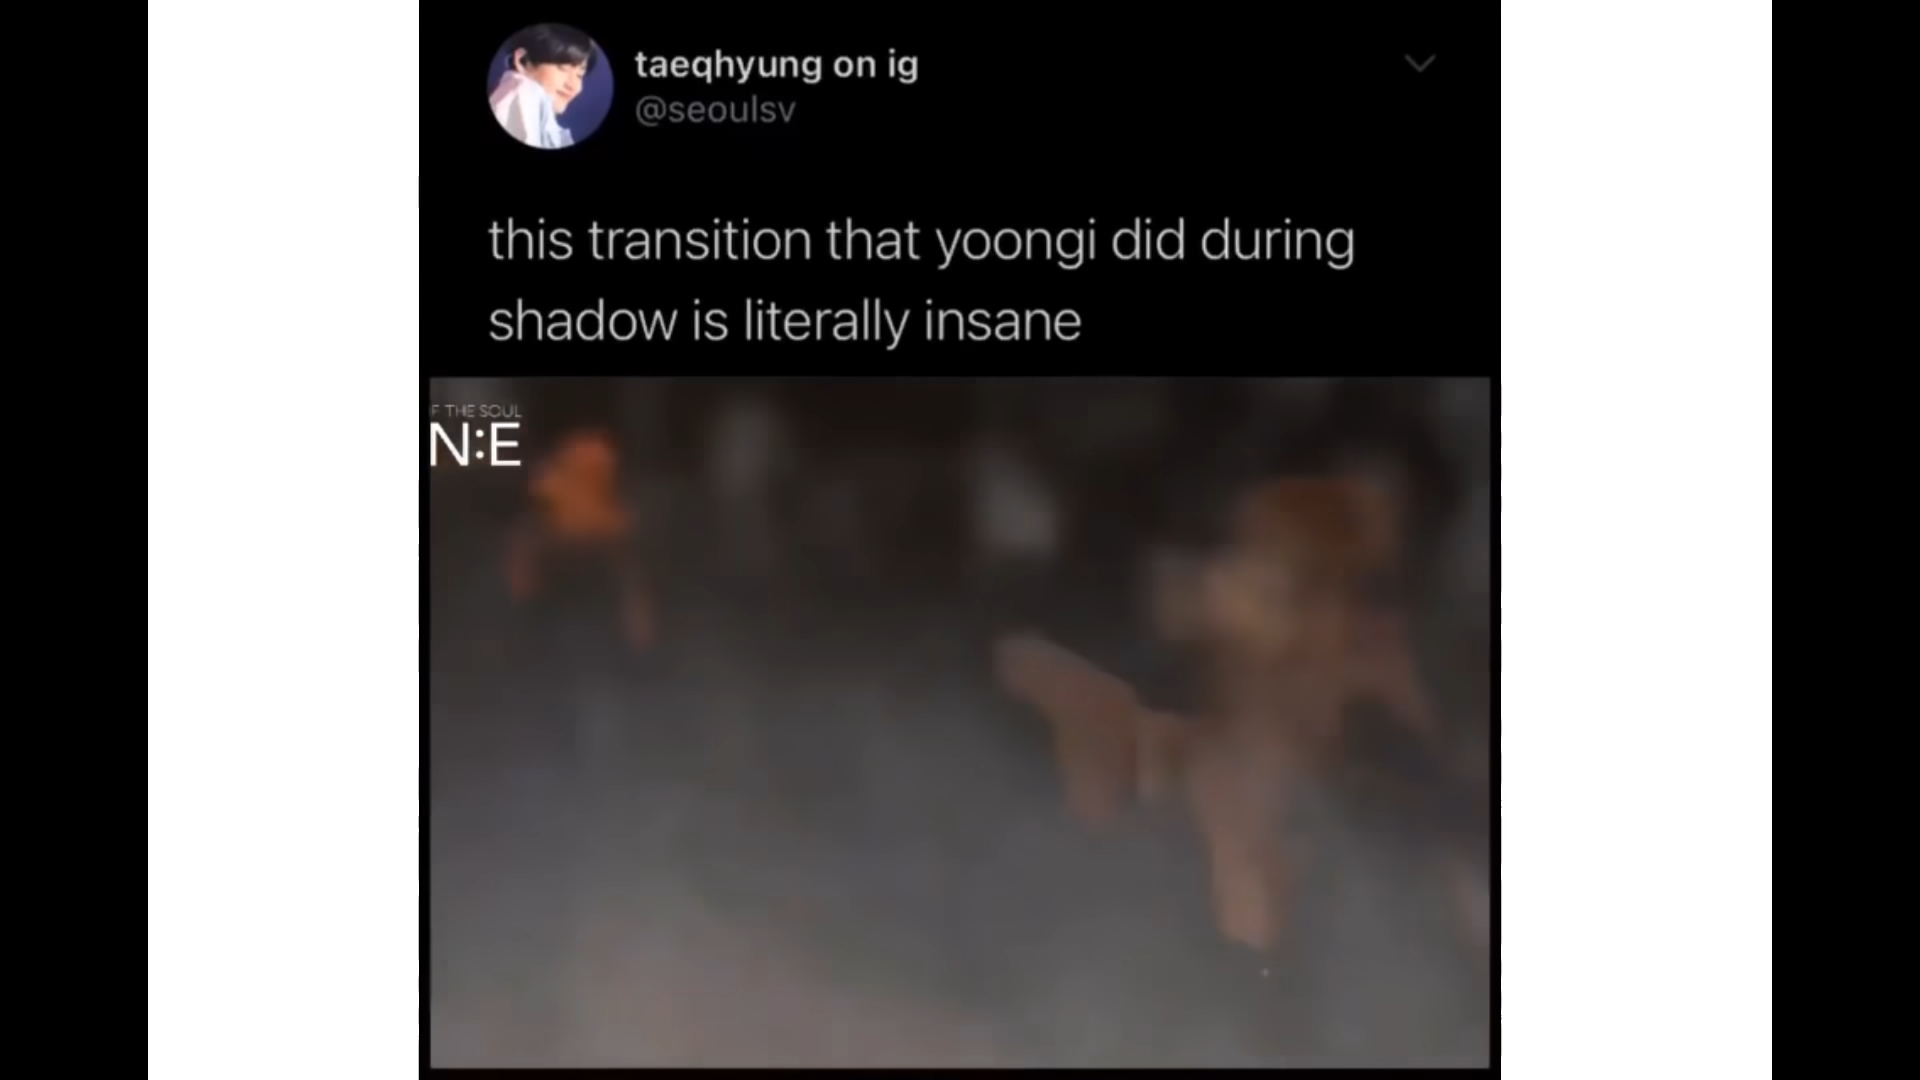 taeqhyung on ig
@seoulsv
this transition that yoongi did during
shadow is literally insane
F THE SOUL
N:E